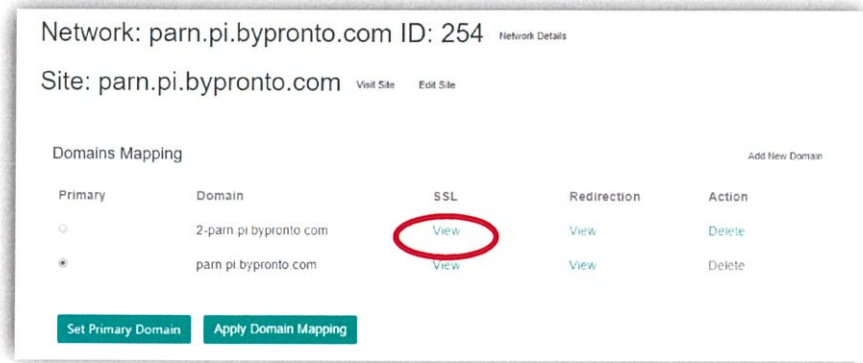 Network: parn.pi.bypronto.com ID: 254 Network Details
Site: parn.pi.bypronto.com Visit Site Edit Site
Domains Mapping Add New Domain
Primary Domain SSL Redirection Action
2-parn.pi.bypronto.com View View Delete
parn.pi.bypronto.com View View Delete
Set Primary Domain Apply Domain Mapping